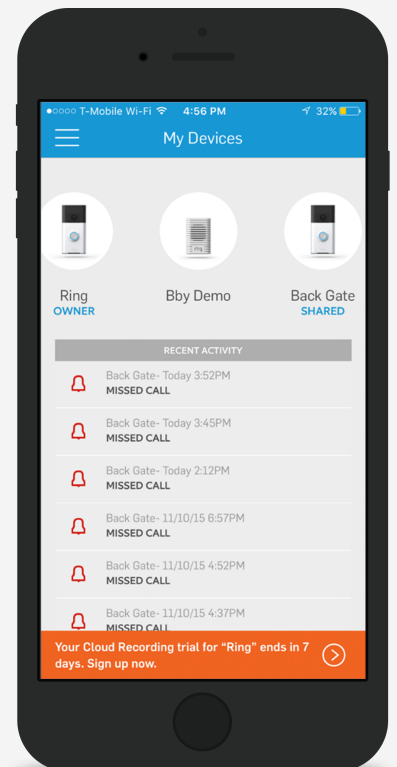 T-Mobile Wi-Fi 4:56 PM 32%
My Devices
Ring Bby Demo Back Gate
OWNER SHARED
RECENT ACTIVITY
Back Gate- Today 3:52PM
MISSED CALL
Back Gate- Today 3:45PM
MISSED CALL
Back Gate- Today 2:12PM
MISSED CALL
Back Gate- 11/10/15 6:57PM
MISSED CALL
Back Gate- 11/10/15 4:52PM
MISSED CALL
Back Gate- 11/10/15 4:37PM
MISSED CALL
Your Cloud Recording trial for “Ring” ends in 7
days. Sign up now.